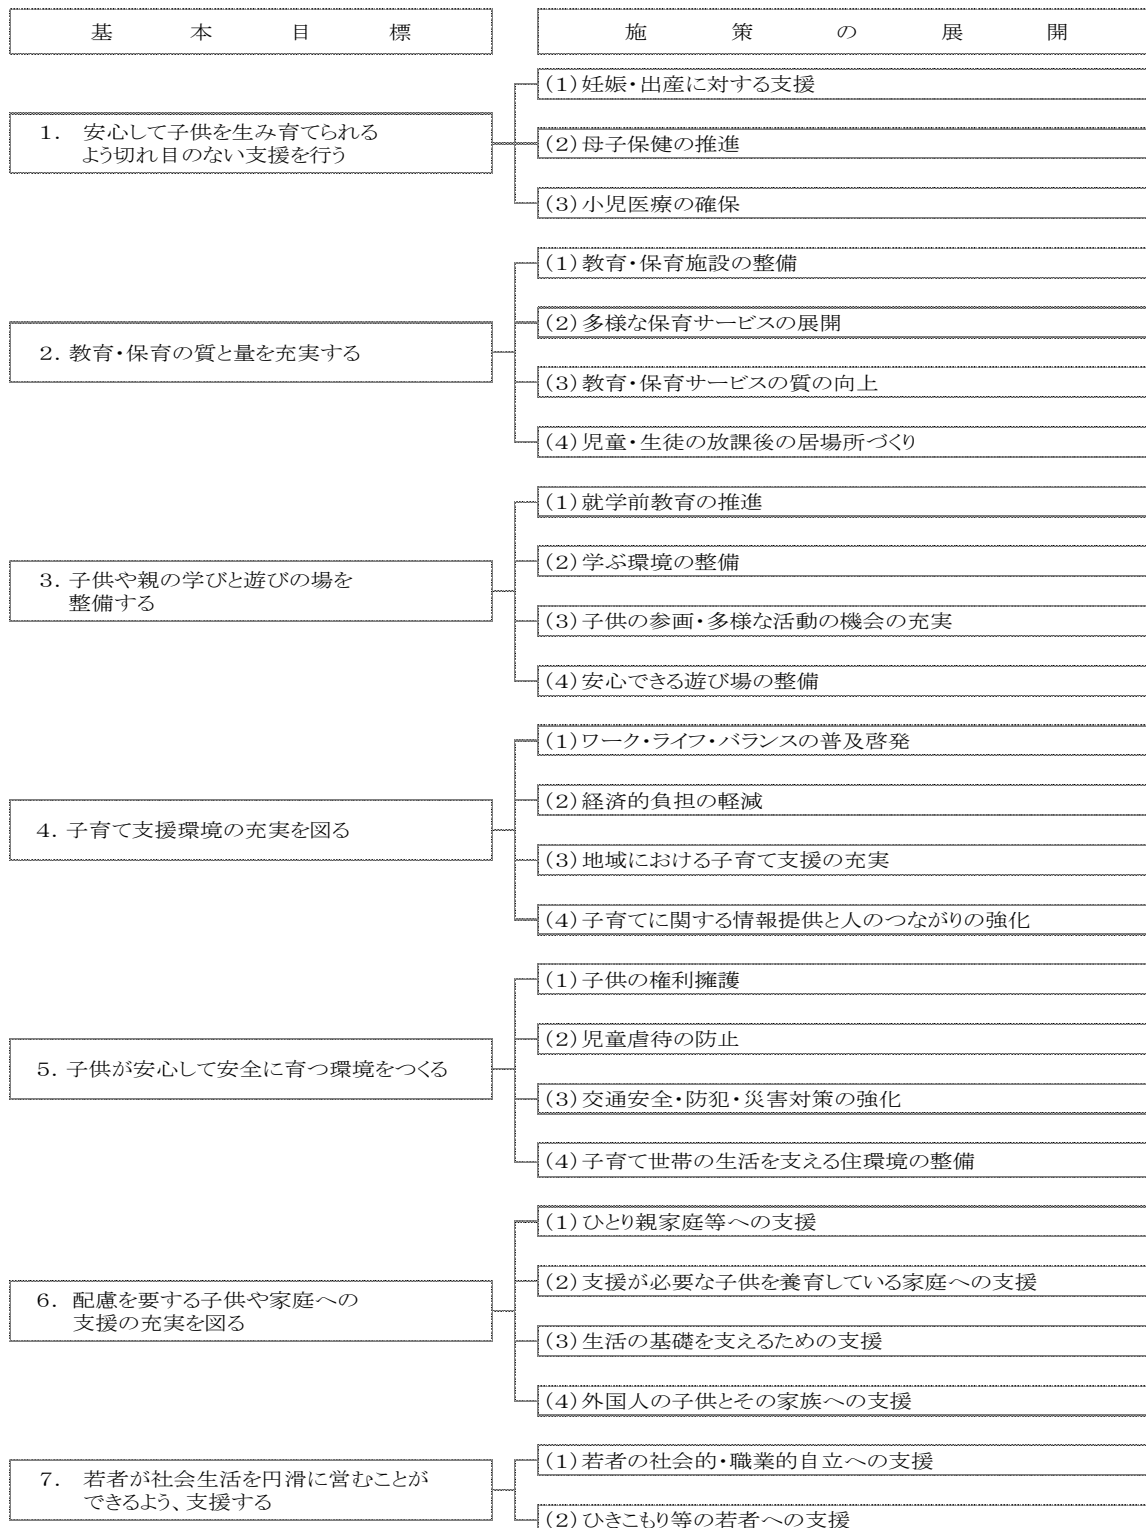 基本目標
施策の展開
1. 安心して子供を生み育てられる
よう切れ目のない支援を行う
(1)妊娠・出産に対する支援
(2)母子保健の推進
(3)小児医療の確保
2. 教育・保育の質と量を充実する
(1)教育・保育施設の整備
(2)多様な保育サービスの展開
(3)教育・保育サービスの質の向上
(4)児童・生徒の放課後の居場所づくり
3. 子供や親の学びと遊びの場を
整備する
(1)就学前教育の推進
(2)学ぶ環境の整備
(3)子供の参画・多様な活動の機会の充実
(4)安心できる遊び場の整備
4. 子育て支援環境の充実を図る
(1)ワーク・ライフ・バランスの普及啓発
(2)経済的負担の軽減
(3)地域における子育て支援の充実
(4)子育てに関する情報提供と人のつながりの強化
5. 子供が安心して安全に育つ環境をつくる
(1)子供の権利擁護
(2)児童虐待の防止
(3)交通安全・防犯・災害対策の強化
(4)子育て世帯の生活を支える住環境の整備
6. 配慮を要する子供や家庭への
支援の充実を図る
(1)ひとり親家庭等への支援
(2)支援が必要な子供を養育している家庭への支援
(3)生活の基礎を支えるための支援
(4)外国人の子供とその家族への支援
7. 若者が社会生活を円滑に営むことが
できるよう、支援する
(1)若者の社会的・職業的自立への支援
(2)ひきこもり等の若者への支援